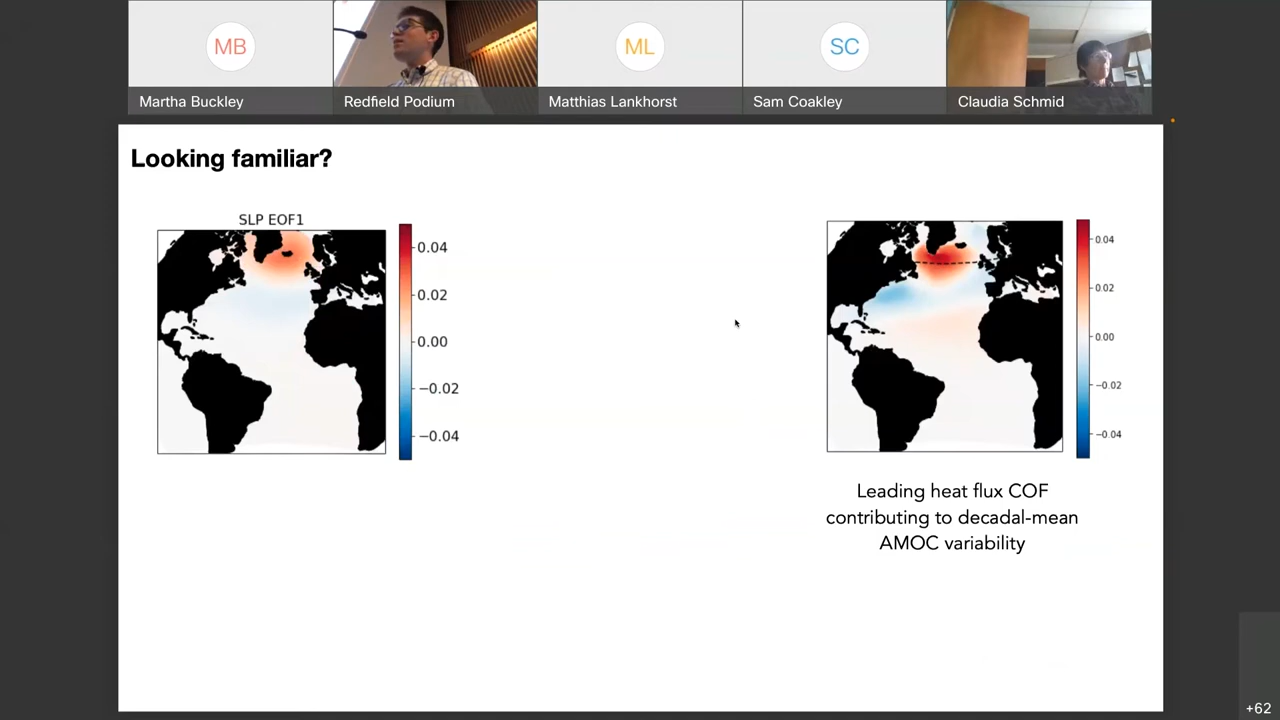 MB
ML
SC
Martha Buckley
Redfield Podium
Matthias Lankhorst
Sam Coakley
Claudia Schmid
Looking familiar?
SLP EOF1
0.04
0.02
0.00
−0.02
−0.04
0.04
0.02
0.00
−0.02
−0.04
Leading heat flux COF
contributing to decadal-mean
AMOC variability
+62